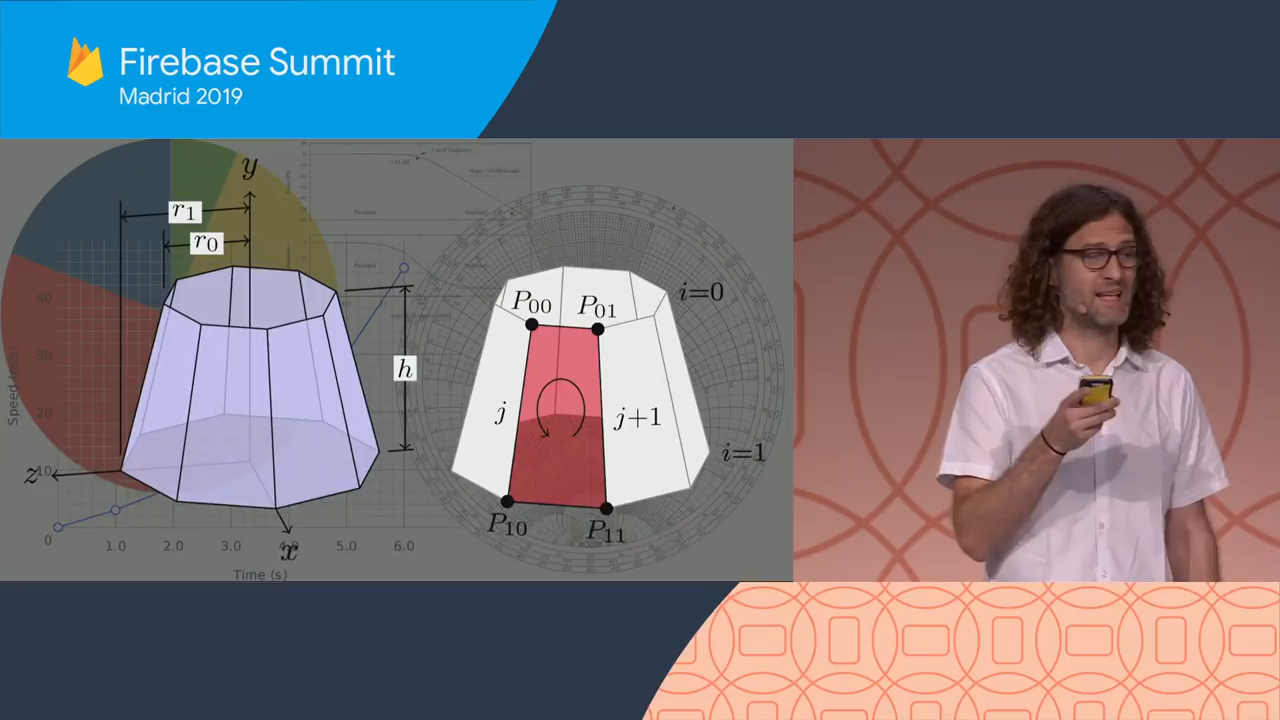 Firebase Summit
Madrid 2019
y
r₁
r₀
h
z
x
P₀₀
P₀₁
i=0
j
j+1
i=1
P₁₀
P₁₁
40
30
20
10
0
1.0
2.0
3.0
4.0
5.0
6.0
Time (s)